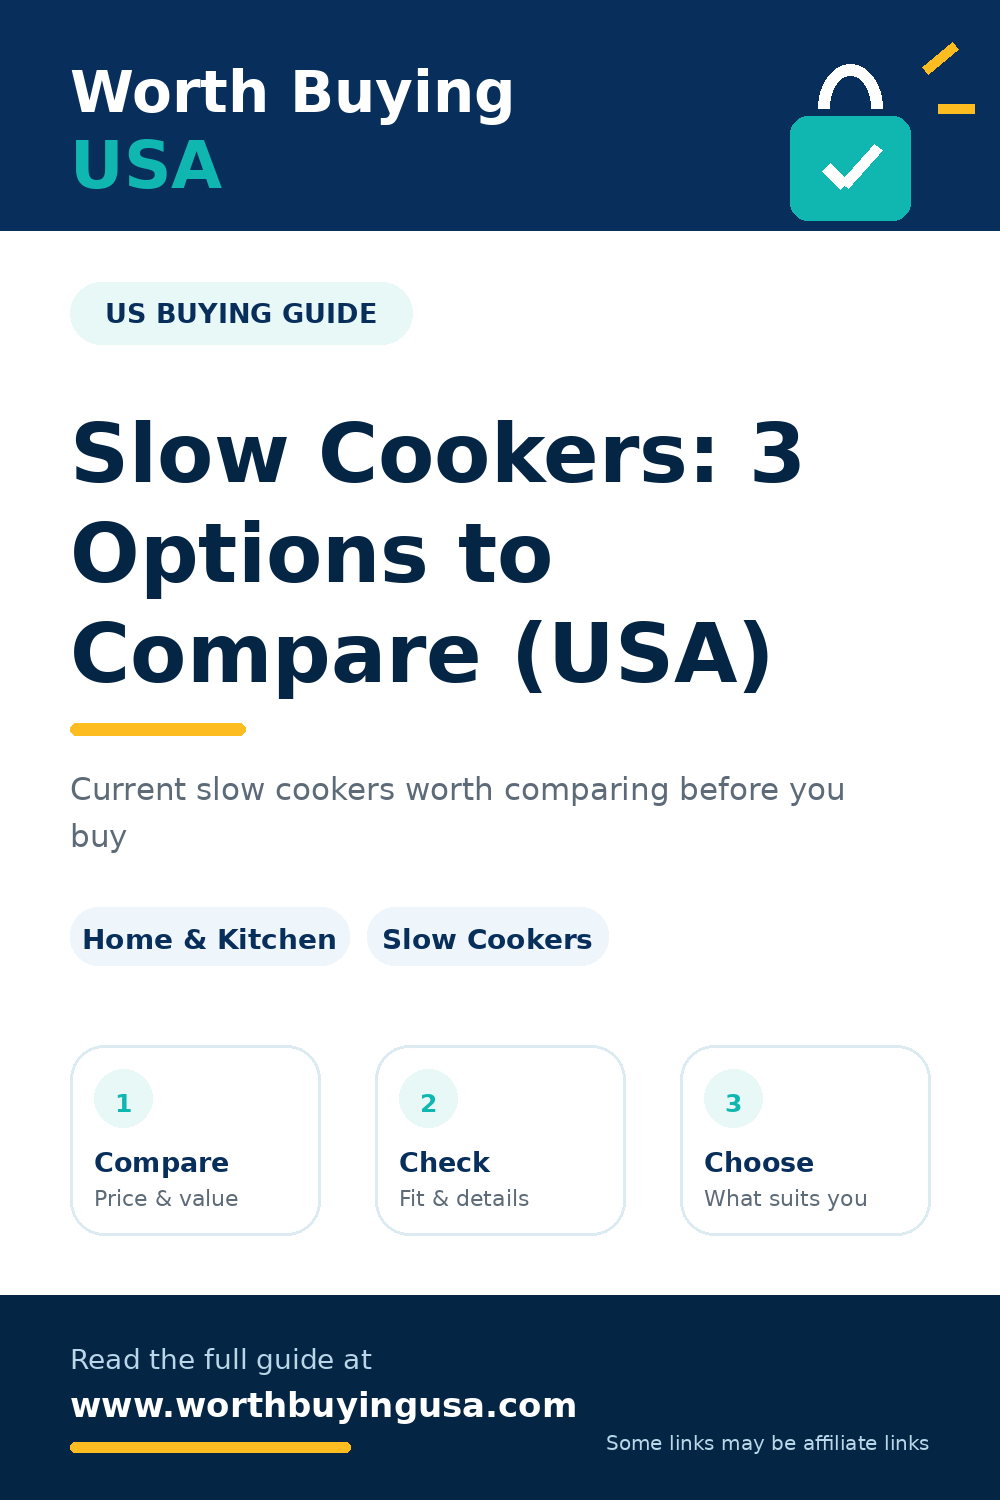 Worth Buying
USA
US BUYING GUIDE
Slow Cookers: 3
Options to
Compare (USA)
Current slow cookers worth comparing before you
buy
Home & Kitchen
Slow Cookers
1
Compare
Price & value
2
Check
Fit & details
3
Choose
What suits you
Read the full guide at
www.worthbuyingusa.com
Some links may be affiliate links